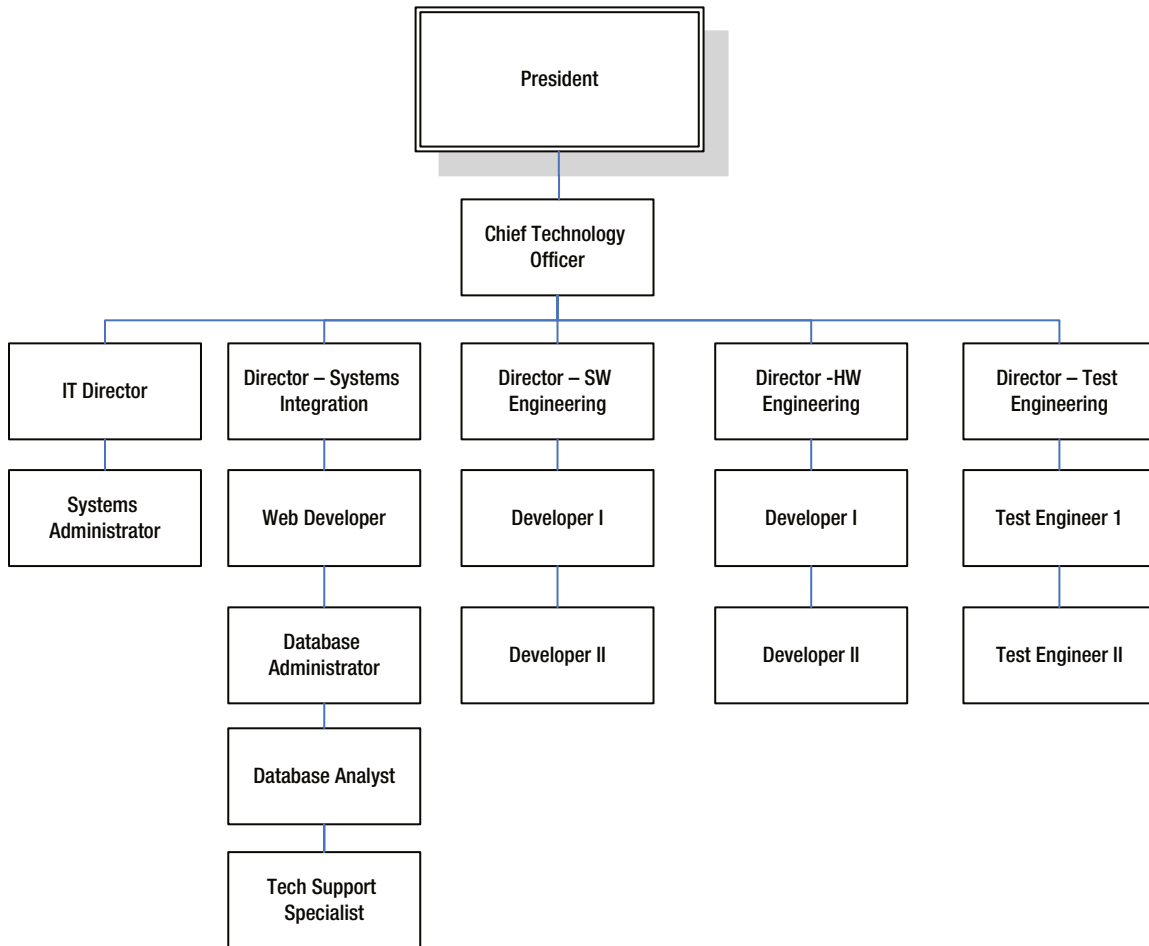 President
Chief Technology
Officer
IT Director
Director – Systems
Integration
Director – SW
Engineering
Director -HW
Engineering
Director – Test
Engineering
Systems
Administrator
Web Developer
Developer I
Developer I
Test Engineer 1
Database
Administrator
Developer II
Developer II
Test Engineer II
Database Analyst
Tech Support
Specialist